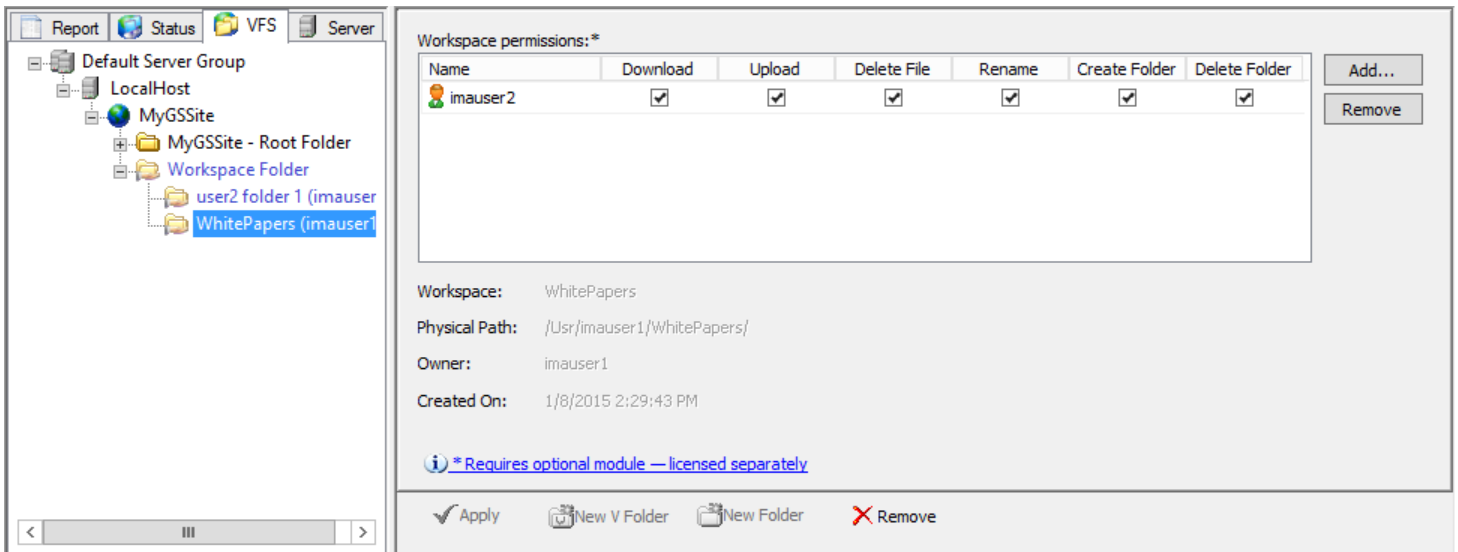 Report Status VFS Server
Default Server Group
LocalHost
MyGSSite
MyGSSite - Root Folder
Workspace Folder
user2 folder 1 (imauser
WhitePapers (imauser1
Workspace permissions:*
Name Download Upload Delete File Rename Create Folder Delete Folder
imauser2
Add...
Remove
Workspace: WhitePapers
Physical Path: /Usr/imauser1/WhitePapers/
Owner: imauser1
Created On: 1/8/2015 2:29:43 PM
* Requires optional module — licensed separately
Apply New V Folder New Folder Remove